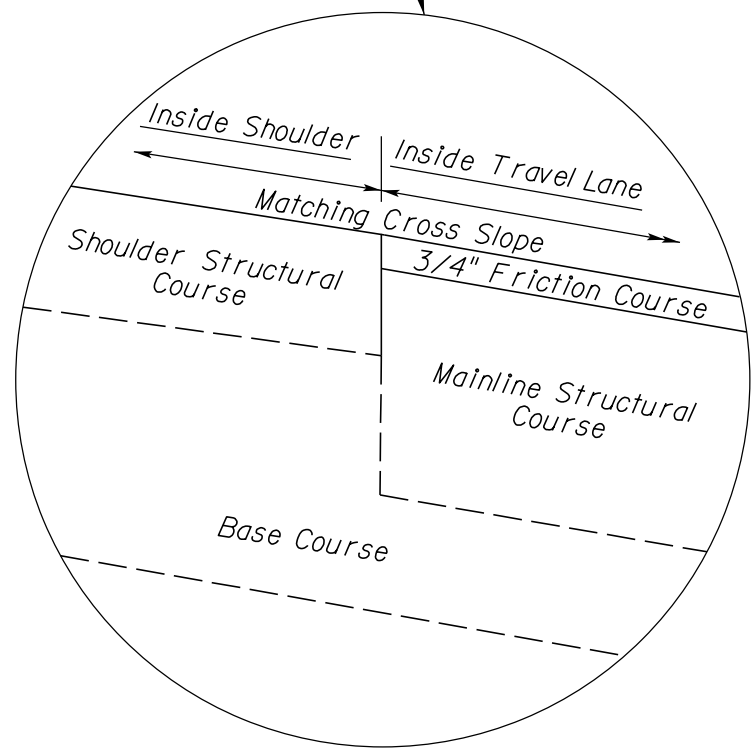 Inside Shoulder
Inside Travel Lane
Matching Cross Slope
Shoulder Structural
Course
3/4" Friction Course
Mainline Structural
Course
Base Course